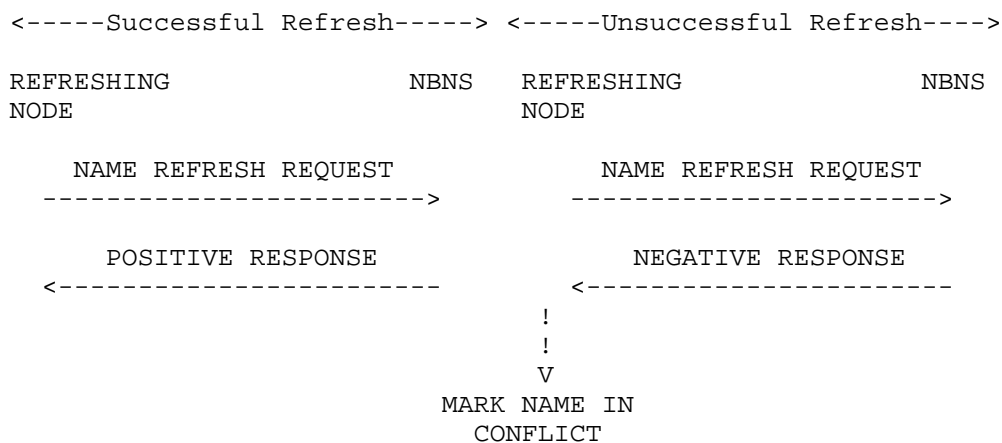 <-----Successful Refresh-----> <-----Unsuccessful Refresh---->
REFRESHING                NBNS   REFRESHING               NBNS
NODE                             NODE
NAME REFRESH REQUEST             NAME REFRESH REQUEST
------------------------>        ----------------------->
POSITIVE RESPONSE                NEGATIVE RESPONSE
<------------------------        <-----------------------
!
!
V
MARK NAME IN
CONFLICT